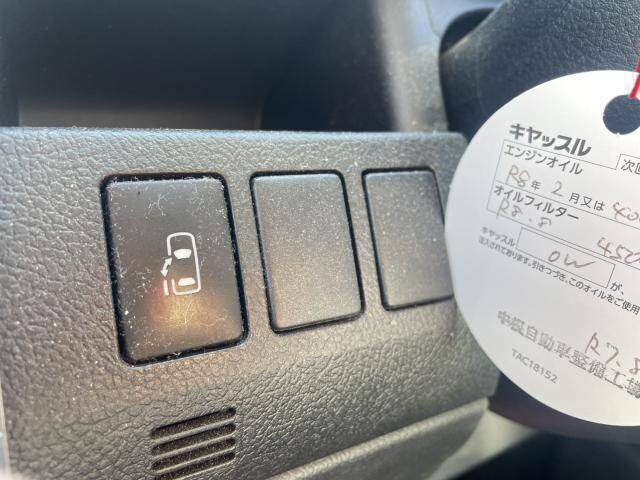 キャッスル
エンジンオイル
次回
R8年 2月又は 400
オイルフィルター
R8.8 450
キャッスル
0W が、
注入されております。引きつづき、このオイルをご使用
R7.8
自動車整備工
TAC18152